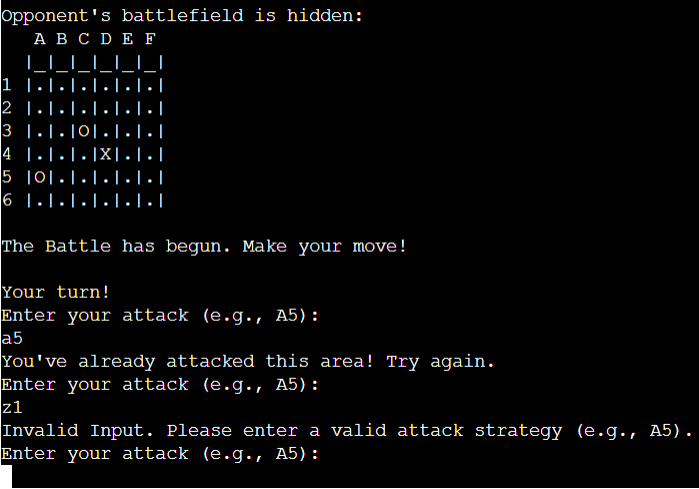 Opponent's battlefield is hidden:
   A B C D E F
  |_|_|_|_|_|_|
1 |.|.|.|.|.|.|
2 |.|.|.|.|.|.|
3 |.|.|O|.|.|.|
4 |.|.|.|X|.|.|
5 |O|.|.|.|.|.|
6 |.|.|.|.|.|.|
The Battle has begun. Make your move!
Your turn!
Enter your attack (e.g., A5):
a5
You've already attacked this area! Try again.
Enter your attack (e.g., A5):
z1
Invalid Input. Please enter a valid attack strategy (e.g., A5).
Enter your attack (e.g., A5):